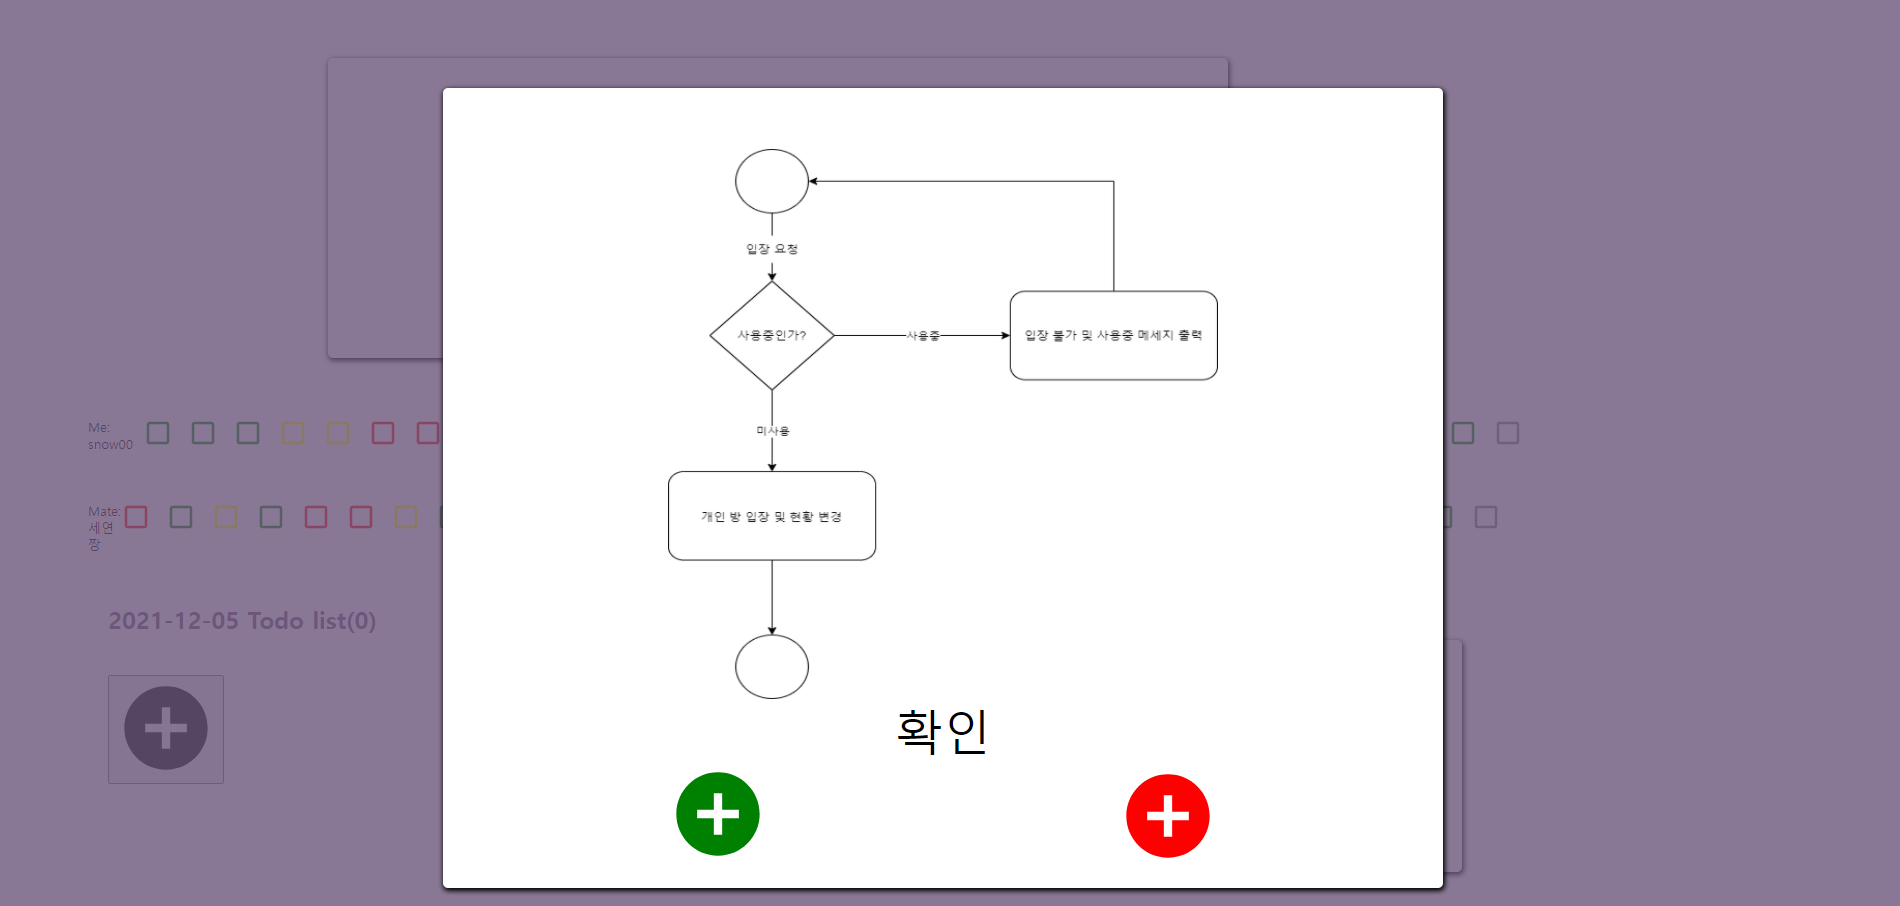 입장 요청
사용중인가?
사용중
입장 불가 및 사용중 메세지 출력
미사용
개인 방 입장 및 현황 변경
확인
Me:
snow00
Mate:
세연
짱
2021-12-05 Todo list(0)